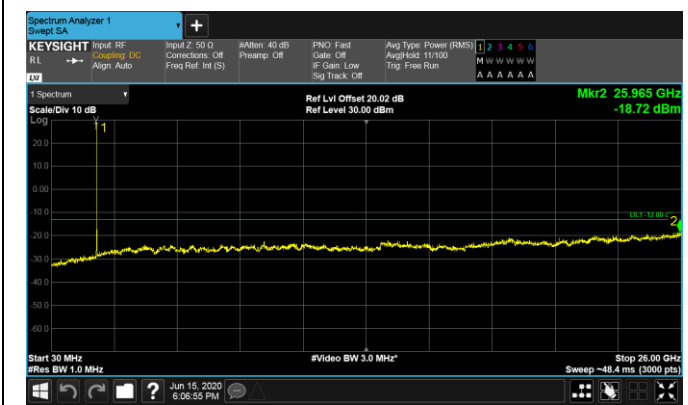 Spectrum Analyzer 1
Swept SA
+
KEYSIGHT Input: RF Input Z: 50 Ω #Atten: 40 dB PNO: Fast Avg Type: Power (RMS) 1 2 3 4 5 6
RL Coupling: DC Corrections: Off Preamp: Off Gate: Off Avg|Hold: 11/100 M W W W W W
Align: Auto Freq Ref: Int (S) IF Gain: Low Trig: Free Run
LXI Sig Track: Off A A A A A A
1 Spectrum Ref Lvl Offset 20.02 dB Mkr2 25.965 GHz
Scale/Div 10 dB Ref Level 30.00 dBm -18.72 dBm
Log
1
20.0
10.0
0.00
-10.0
DL1 -13.00
2
-20.0
-30.0
-40.0
-50.0
-60.0
Start 30 MHz #Video BW 3.0 MHz* Stop 26.00 GHz
#Res BW 1.0 MHz Sweep ~48.4 ms (3000 pts)
? Jun 15, 2020
6:06:55 PM